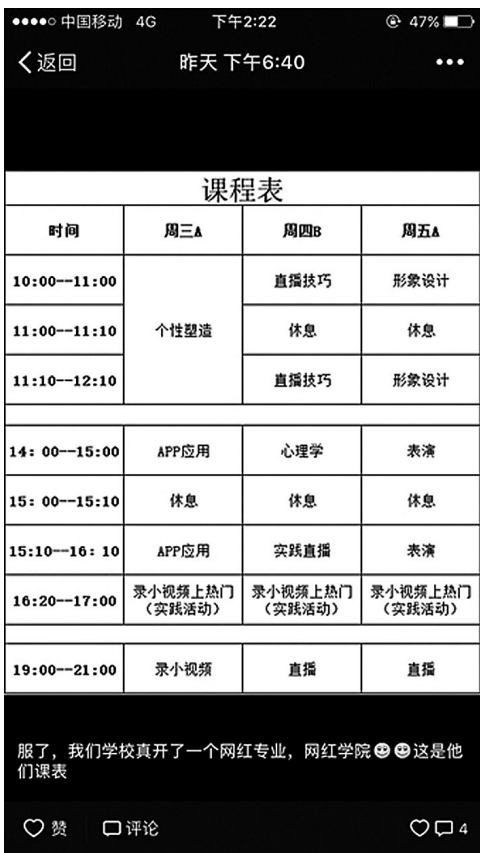 中国移动 4G 下午2:22 47%
返回 昨天 下午6:40
课程表
时间 周三A 周四B 周五A
10:00--11:00 个性塑造 直播技巧 形象设计
11:00--11:10 休息 休息
11:10--12:10 直播技巧 形象设计
14: 00--15:00 APP应用 心理学 表演
15: 00--15:10 休息 休息 休息
15:10--16: 10 APP应用 实践直播 表演
16:20--17:00 录小视频上热门（实践活动） 录小视频上热门（实践活动） 录小视频上热门（实践活动）
19:00--21:00 录小视频 直播 直播
服了，我们学校真开了一个网红专业，网红学院😄😄这是他
们课表
赞 评论 4